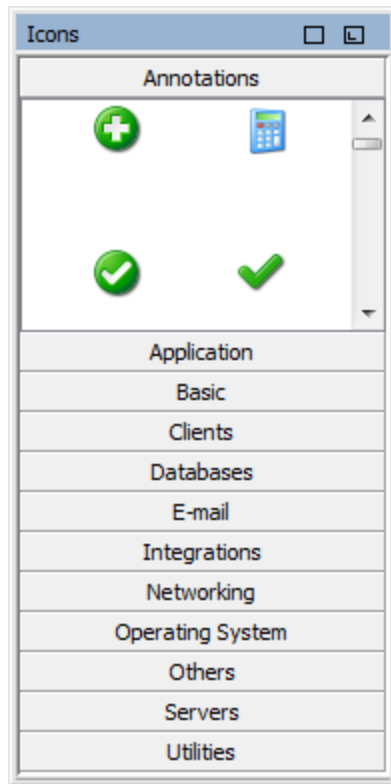 Icons
Annotations
Application
Basic
Clients
Databases
E-mail
Integrations
Networking
Operating System
Others
Servers
Utilities